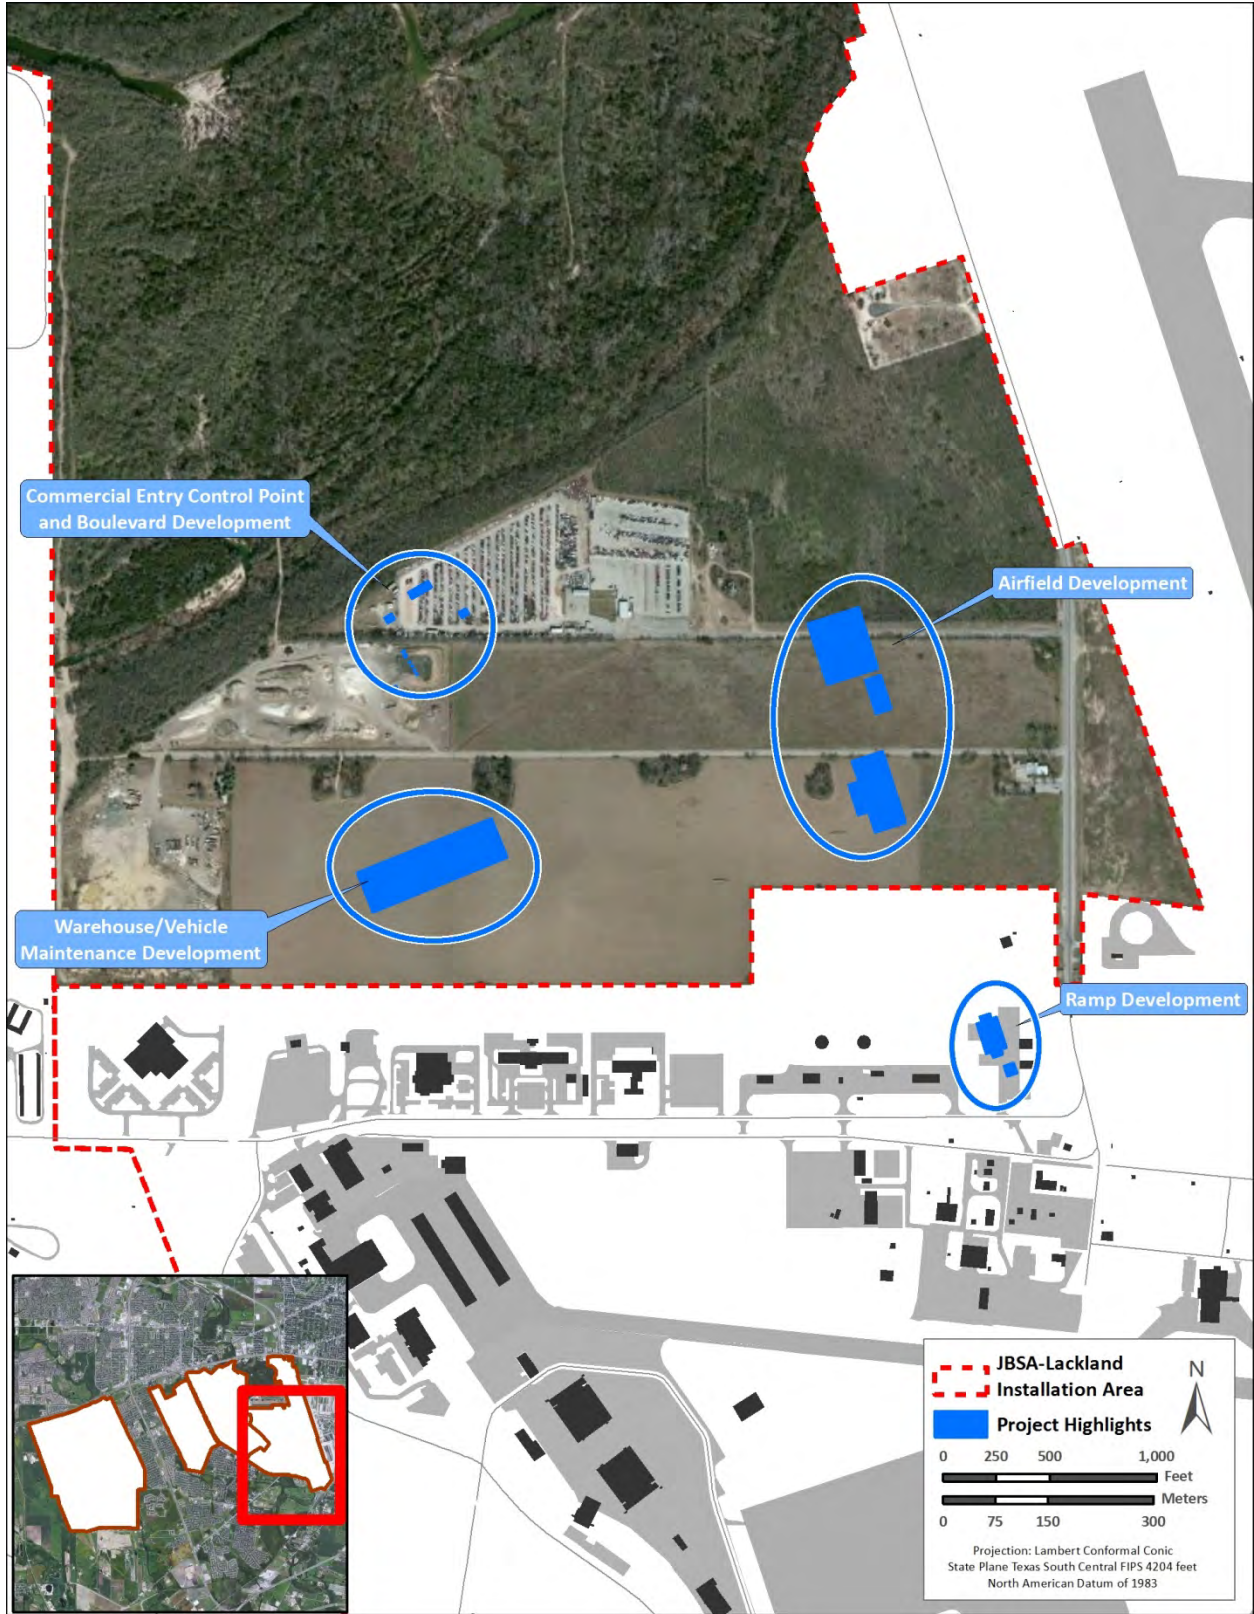 Commercial Entry Control Point
and Boulevard Development
Airfield Development
Warehouse/Vehicle
Maintenance Development
Ramp Development
JBSA-Lackland
Installation Area
N
Project Highlights
0 250 500 1,000
Feet
Meters
0 75 150 300
Projection: Lambert Conformal Conic
State Plane Texas South Central FIPS 4204 feet
North American Datum of 1983